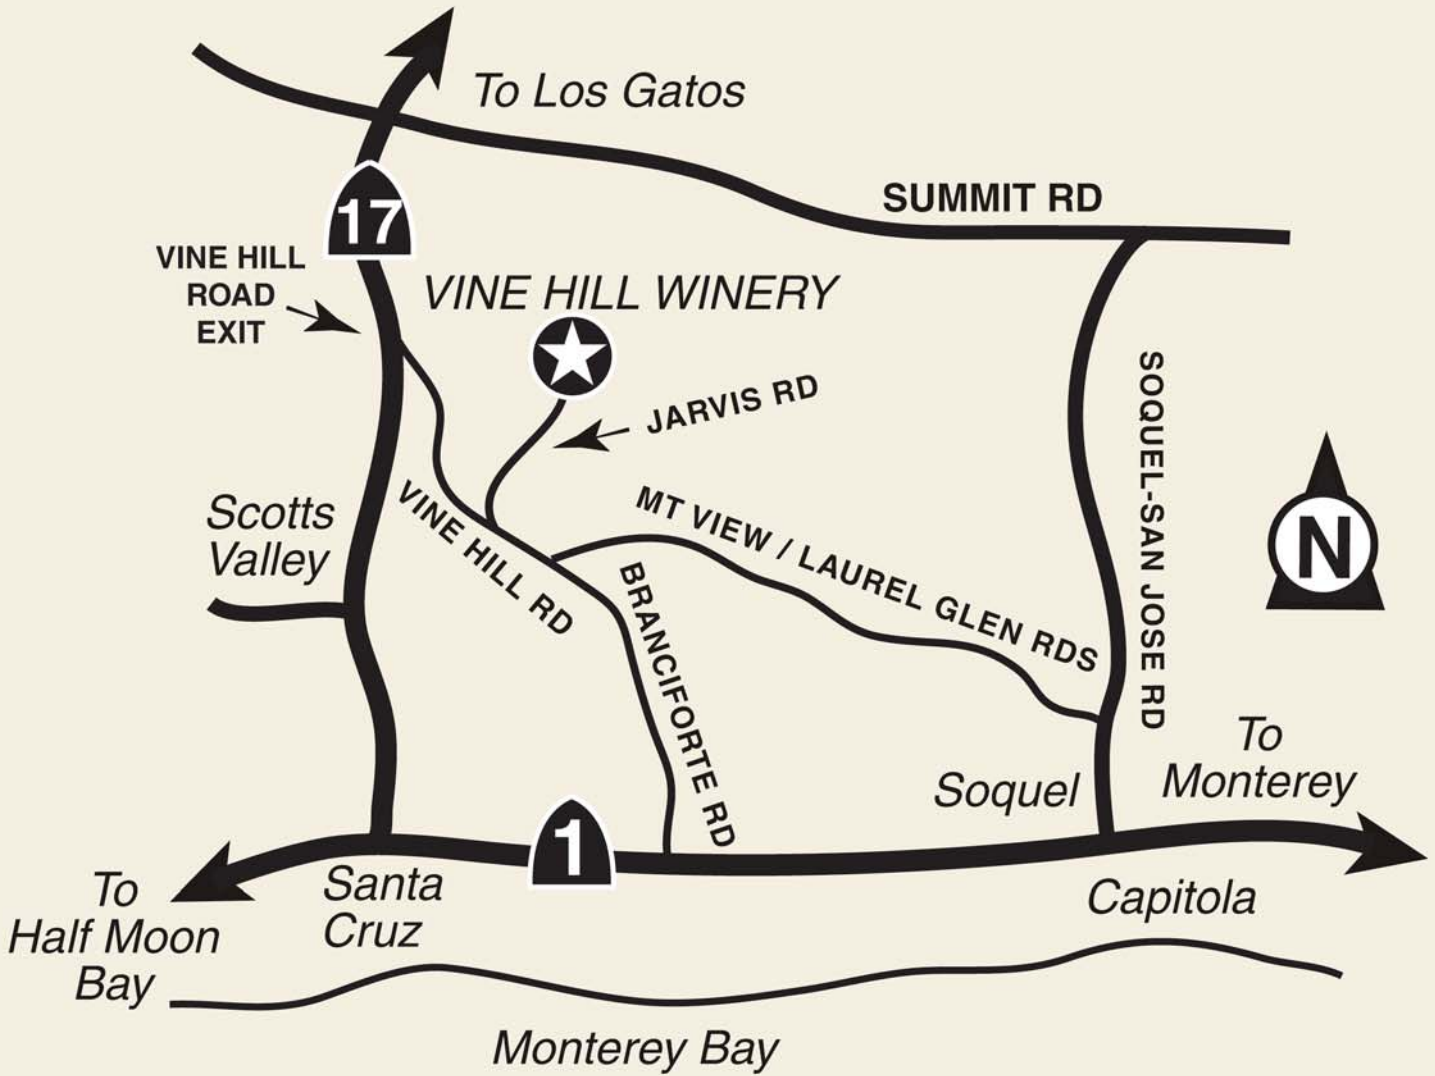 To Los Gatos
17
SUMMIT RD
VINE HILL
ROAD
EXIT
VINE HILL WINERY
JARVIS RD
SOQUEL-SAN JOSE RD
Scotts
Valley
VINE HILL RD
MT VIEW / LAUREL GLEN RDS
BRANCIFORTE RD
N
To
Monterey
Soquel
1
To
Half Moon
Bay
Santa
Cruz
Capitola
Monterey Bay